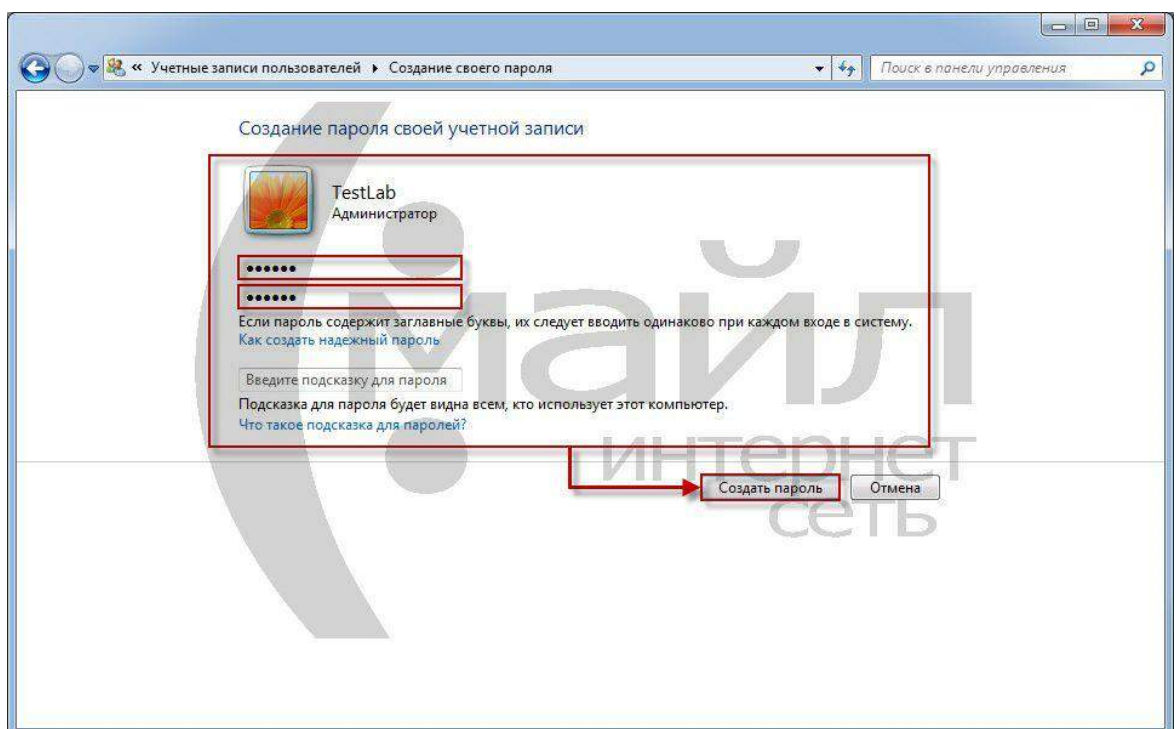 « Учетные записи пользователей ▸ Создание своего пароля
Поиск в панели управления
Создание пароля своей учетной записи
TestLab
Администратор
••••••
••••••
Если пароль содержит заглавные буквы, их следует вводить одинаково при каждом входе в систему.
Как создать надежный пароль
Введите подсказку для пароля
Подсказка для пароля будет видна всем, кто использует этот компьютер.
Что такое подсказка для паролей?
Создать пароль
Отмена
(:майл
интернет
сеть